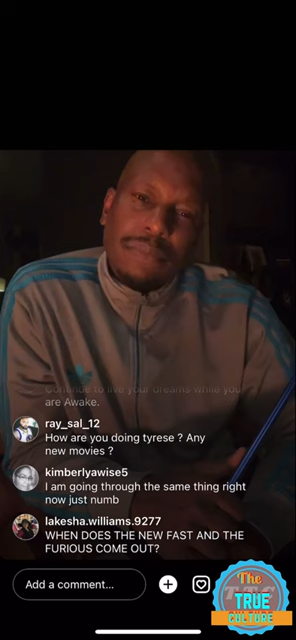 Continue to live your dreams while you
are Awake.
ray_sal_12
How are you doing tyrese ? Any
new movies ?
kimberlyawise5
I am going through the same thing right
now just numb
lakesha.williams.9277
WHEN DOES THE NEW FAST AND THE
FURIOUS COME OUT?
Add a comment...
The
TRUE
CULTURE